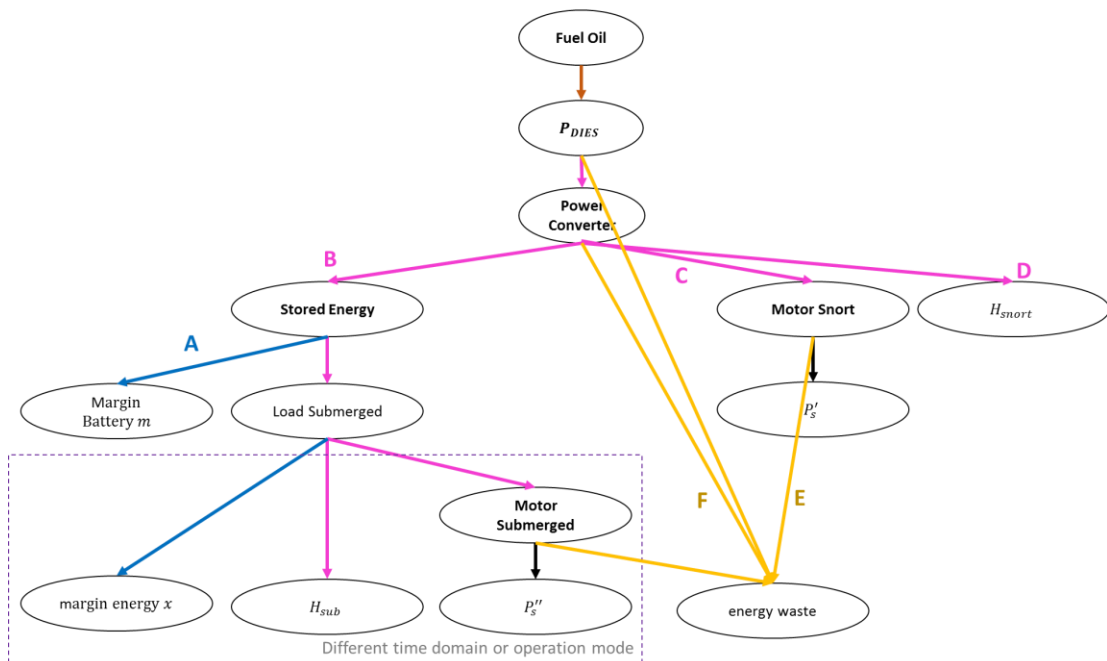 Fuel Oil
P_DIES
Power
Converter
B
C
D
Stored Energy
Motor Snort
H_snort
A
Margin
Battery m
Load Submerged
P_s'
Motor
Submerged
F
E
margin energy x
H_sub
P_s''
energy waste
Different time domain or operation mode